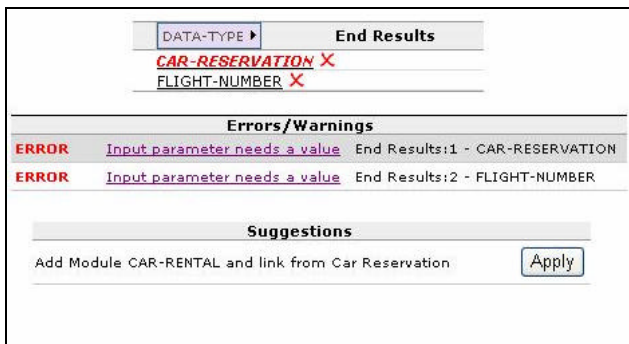 DATA-TYPE End Results
CAR-RESERVATION X
FLIGHT-NUMBER X
Errors/Warnings
ERROR Input parameter needs a value End Results:1 - CAR-RESERVATION
ERROR Input parameter needs a value End Results:2 - FLIGHT-NUMBER
Suggestions
Add Module CAR-RENTAL and link from Car Reservation Apply